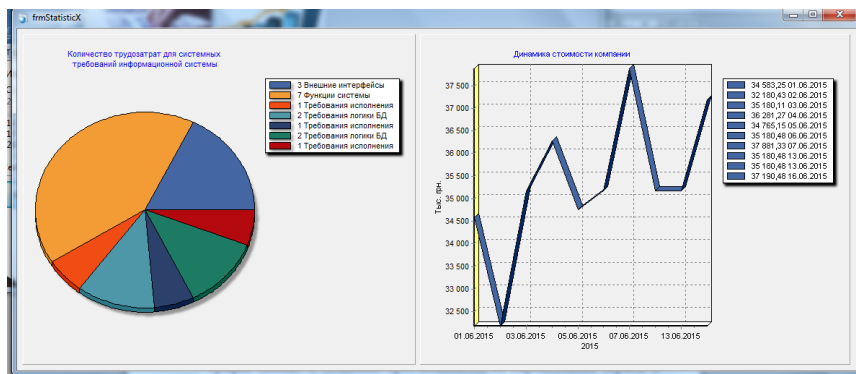 frmStatisticX
Количество трудозатрат для системных
требований информационной системы
3 Внешние интерфейсы
7 Функции системы
1 Требования исполнения
2 Требования логики БД
1 Требования исполнения
2 Требования логики БД
1 Требования исполнения
Динамика стоимости компании
Тыс. грн.
37 500
37 000
36 500
36 000
35 500
35 000
34 500
34 000
33 500
33 000
32 500
01.06.2015 03.06.2015 05.06.2015 07.06.2015 13.06.2015
2015
34 583,25 01.06.2015
32 180,43 02.06.2015
35 180,11 03.06.2015
36 281,27 04.06.2015
34 765,15 05.06.2015
35 180,48 06.06.2015
37 881,33 07.06.2015
35 180,48 13.06.2015
35 180,48 13.06.2015
37 190,48 16.06.2015